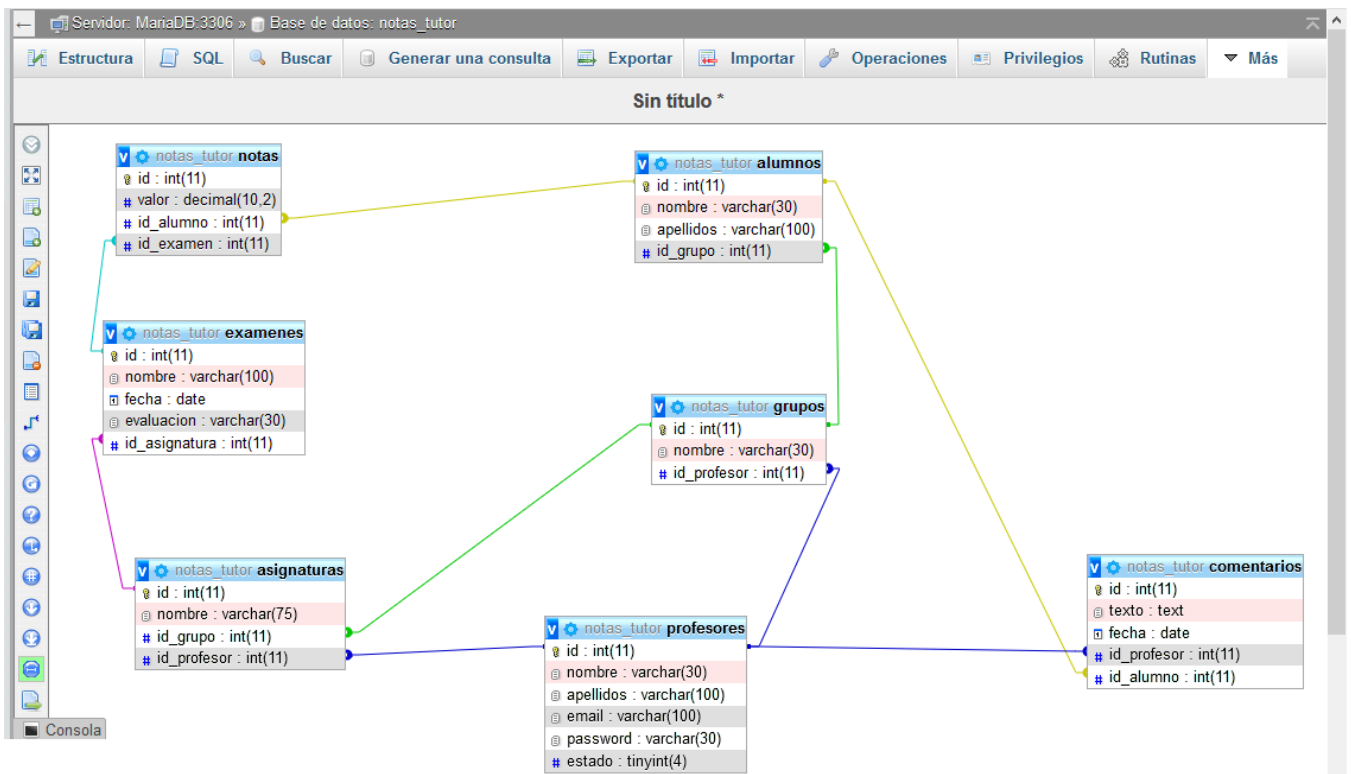 Servidor: MariaDB:3306 » Base de datos: notas_tutor
Estructura SQL Buscar Generar una consulta Exportar Importar Operaciones Privilegios Rutinas Más
Sin título *
notas_tutor notas
id : int(11)
valor : decimal(10,2)
id_alumno : int(11)
id_examen : int(11)
notas_tutor alumnos
id : int(11)
nombre : varchar(30)
apellidos : varchar(100)
id_grupo : int(11)
notas_tutor examenes
id : int(11)
nombre : varchar(100)
fecha : date
evaluacion : varchar(30)
id_asignatura : int(11)
notas_tutor grupos
id : int(11)
nombre : varchar(30)
id_profesor : int(11)
notas_tutor asignaturas
id : int(11)
nombre : varchar(75)
id_grupo : int(11)
id_profesor : int(11)
notas_tutor profesores
id : int(11)
nombre : varchar(30)
apellidos : varchar(100)
email : varchar(100)
password : varchar(30)
estado : tinyint(4)
notas_tutor comentarios
id : int(11)
texto : text
fecha : date
id_profesor : int(11)
id_alumno : int(11)
Consola